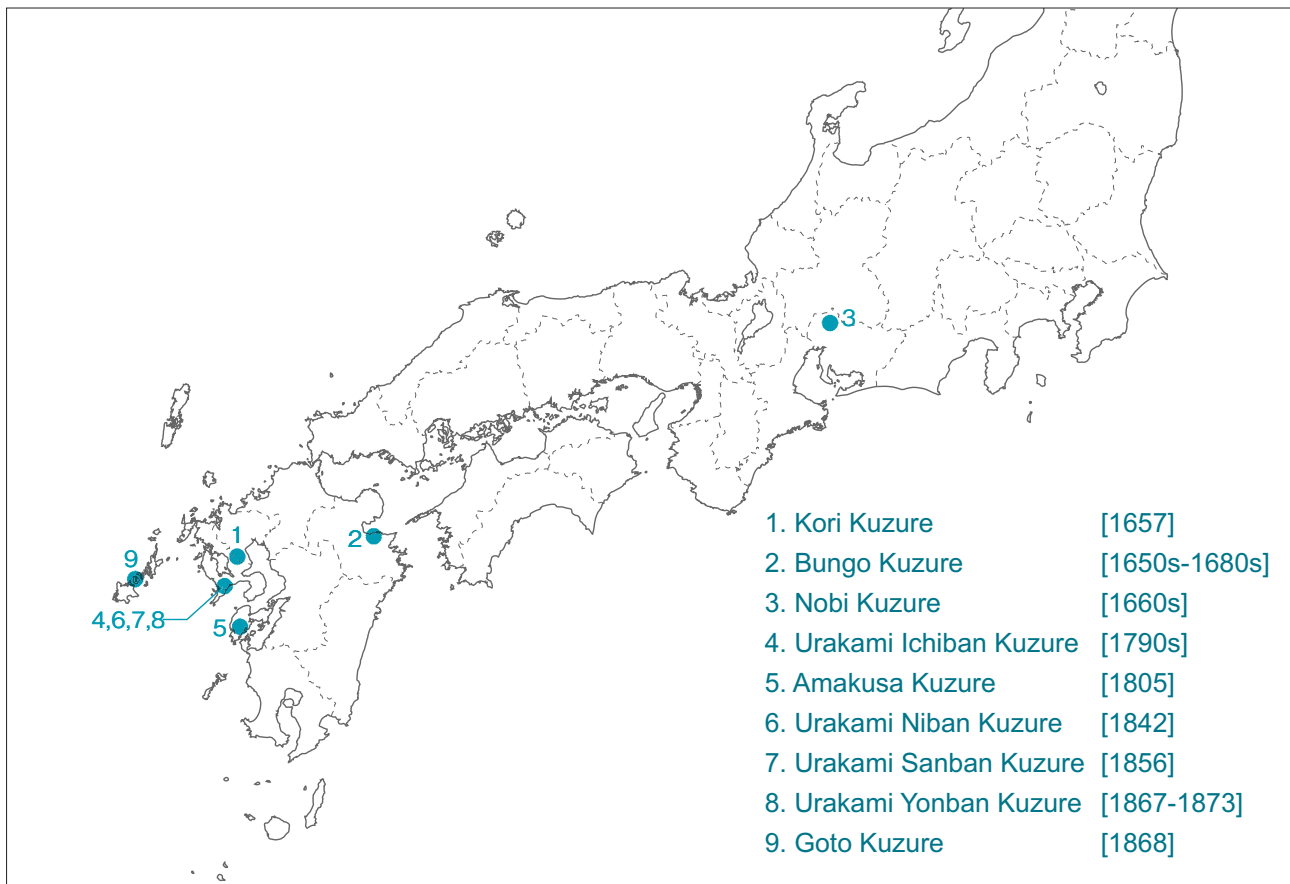 3
1
2
9
4,6,7,8
5
1. Kori Kuzure [1657]
2. Bungo Kuzure [1650s-1680s]
3. Nobi Kuzure [1660s]
4. Urakami Ichiban Kuzure [1790s]
5. Amakusa Kuzure [1805]
6. Urakami Niban Kuzure [1842]
7. Urakami Sanban Kuzure [1856]
8. Urakami Yonban Kuzure [1867-1873]
9. Goto Kuzure [1868]